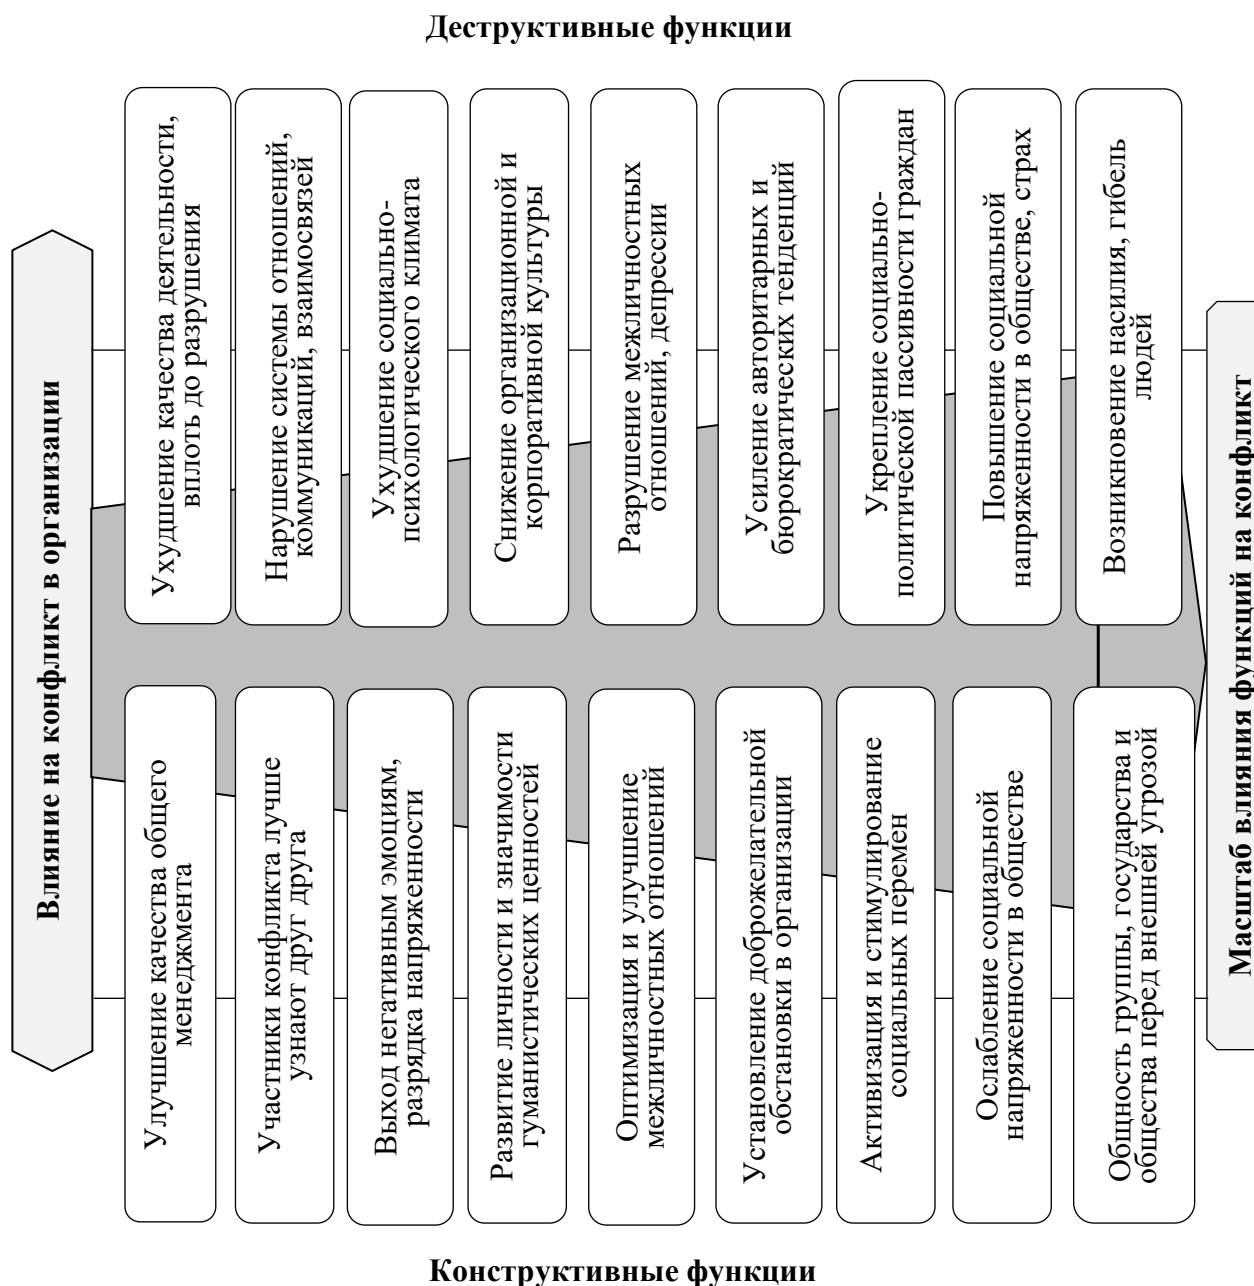 Деструктивные функции
Влияние на конфликт в организации
Ухудшение качества деятельности,
вплоть до разрушения
Нарушение системы отношений,
коммуникаций, взаимосвязей
Ухудшение социально-
психологического климата
Снижение организационной и
корпоративной культуры
Разрушение межличностных
отношений, депрессии
Усиление авторитарных и
бюрократических тенденций
Укрепление социально-
политической пассивности граждан
Повышение социальной
напряженности в обществе, страх
Возникновение насилия, гибель
людей
Улучшение качества общего
менеджмента
Участники конфликта лучше
узнают друг друга
Выход негативным эмоциям,
разрядка напряженности
Развитие личности и значимости
гуманистических ценностей
Оптимизация и улучшение
межличностных отношений
Установление доброжелательной
обстановки в организации
Активизация и стимулирование
социальных перемен
Ослабление социальной
напряженности в обществе
Общность группы, государства и
общества перед внешней угрозой
Масштаб влияния функций на конфликт
Конструктивные функции